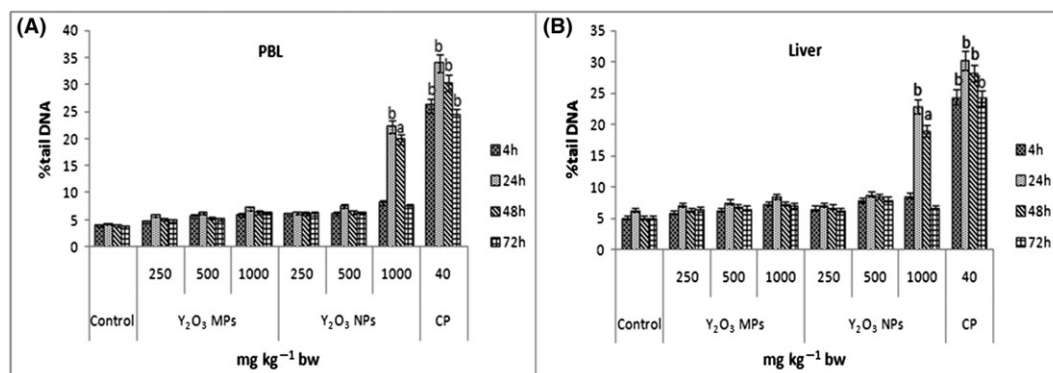 (A)
PBL
%tail DNA
40
35
30
25
20
15
10
5
0
b
a
b
b
b
b
4h
24h
48h
72h
250 500 1000 250 500 1000 40
Control Y₂O₃ MPs Y₂O₃ NPs CP
mg kg⁻¹ bw
(B)
Liver
%tail DNA
35
30
25
20
15
10
5
0
b
a
b
b
b
b
4h
24h
48h
72h
250 500 1000 250 500 1000 40
Control Y₂O₃ MPs Y₂O₃ NPs CP
mg kg⁻¹ bw